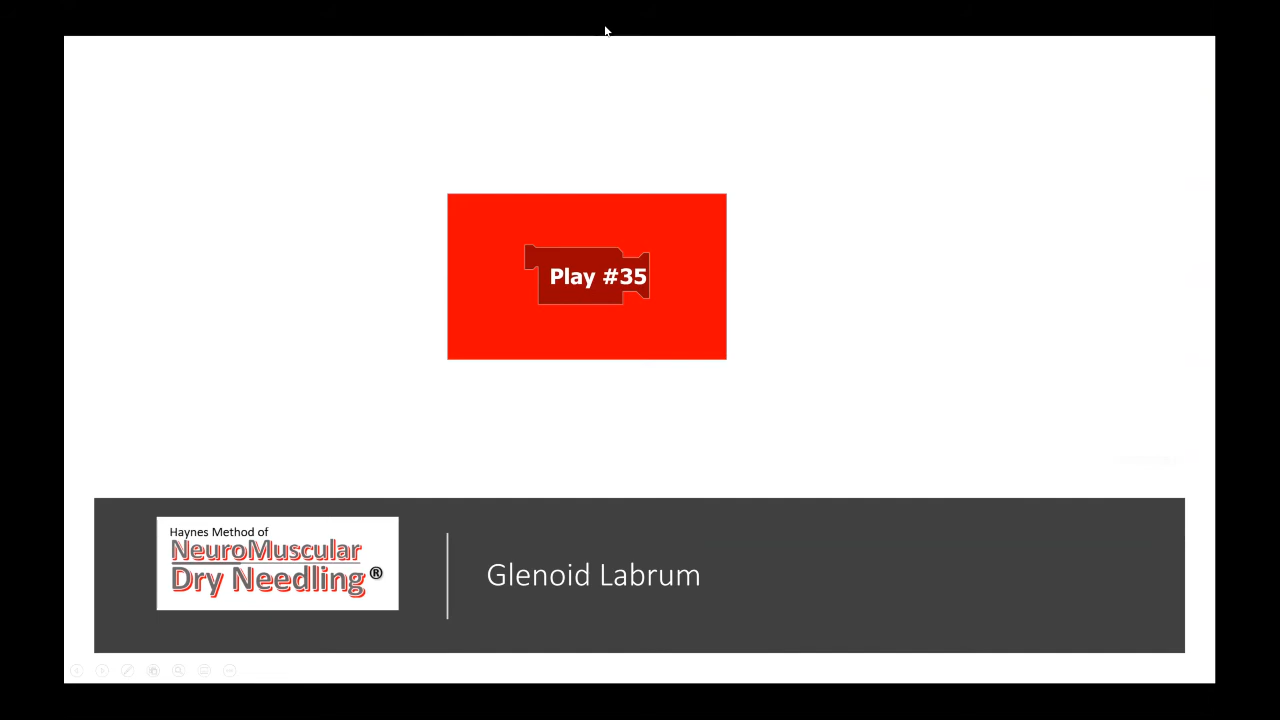 Play #35
Haynes Method of
NeuroMuscular
Dry Needling®
Glenoid Labrum